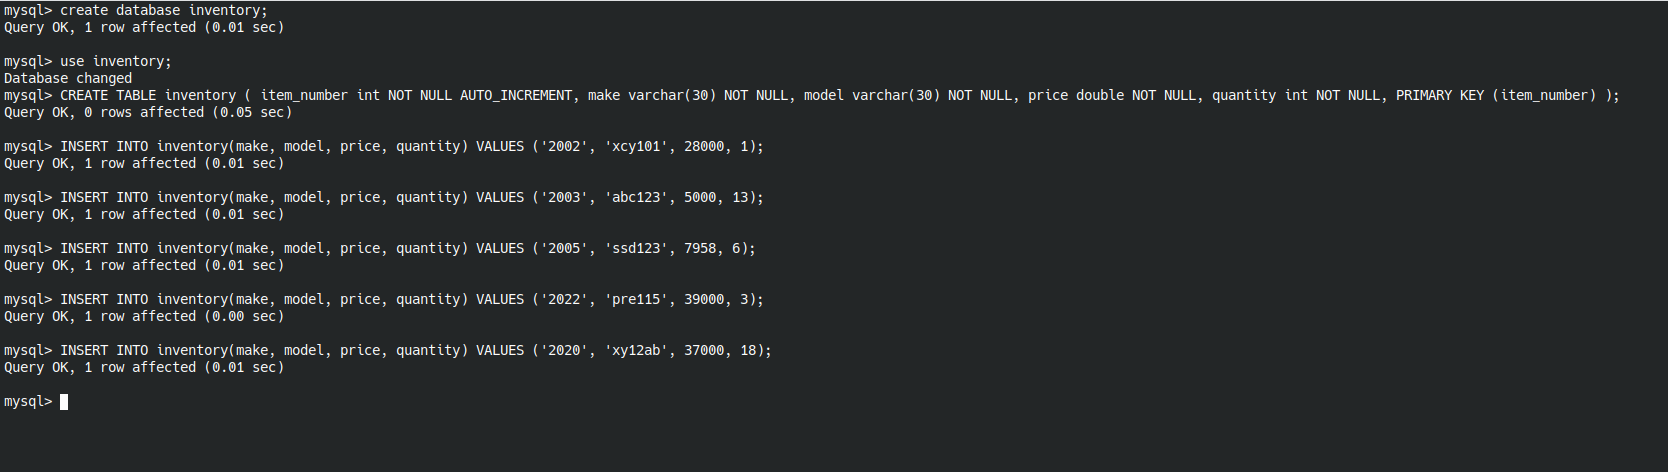 mysql> create database inventory;
Query OK, 1 row affected (0.01 sec)
mysql> use inventory;
Database changed
mysql> CREATE TABLE inventory ( item_number int NOT NULL AUTO_INCREMENT, make varchar(30) NOT NULL, model varchar(30) NOT NULL, price double NOT NULL, quantity int NOT NULL, PRIMARY KEY (item_number) );
Query OK, 0 rows affected (0.05 sec)
mysql> INSERT INTO inventory(make, model, price, quantity) VALUES ('2002', 'xcy101', 28000, 1);
Query OK, 1 row affected (0.01 sec)
mysql> INSERT INTO inventory(make, model, price, quantity) VALUES ('2003', 'abc123', 5000, 13);
Query OK, 1 row affected (0.01 sec)
mysql> INSERT INTO inventory(make, model, price, quantity) VALUES ('2005', 'ssd123', 7958, 6);
Query OK, 1 row affected (0.01 sec)
mysql> INSERT INTO inventory(make, model, price, quantity) VALUES ('2022', 'pre115', 39000, 3);
Query OK, 1 row affected (0.00 sec)
mysql> INSERT INTO inventory(make, model, price, quantity) VALUES ('2020', 'xy12ab', 37000, 18);
Query OK, 1 row affected (0.01 sec)
mysql>